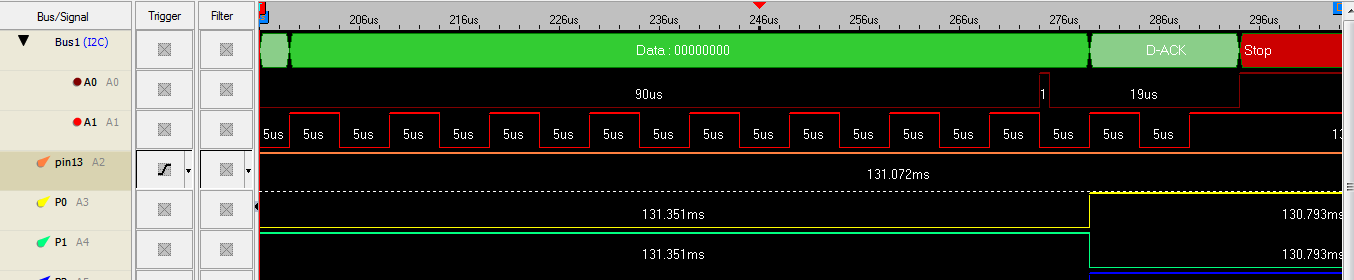 Bus/Signal Trigger Filter 206us 216us 226us 236us 246us 256us 266us 276us 286us 296us
Bus1 (I2C) Data : 00000000 D-ACK Stop
A0 A0 90us 1 19us
A1 A1 5us 5us 5us 5us 5us 5us 5us 5us 5us 5us 5us 5us 5us 5us 5us 5us 5us 5us 13
pin13 A2 131.072ms
P0 A3 131.351ms 130.793ms
P1 A4 131.351ms 130.793ms